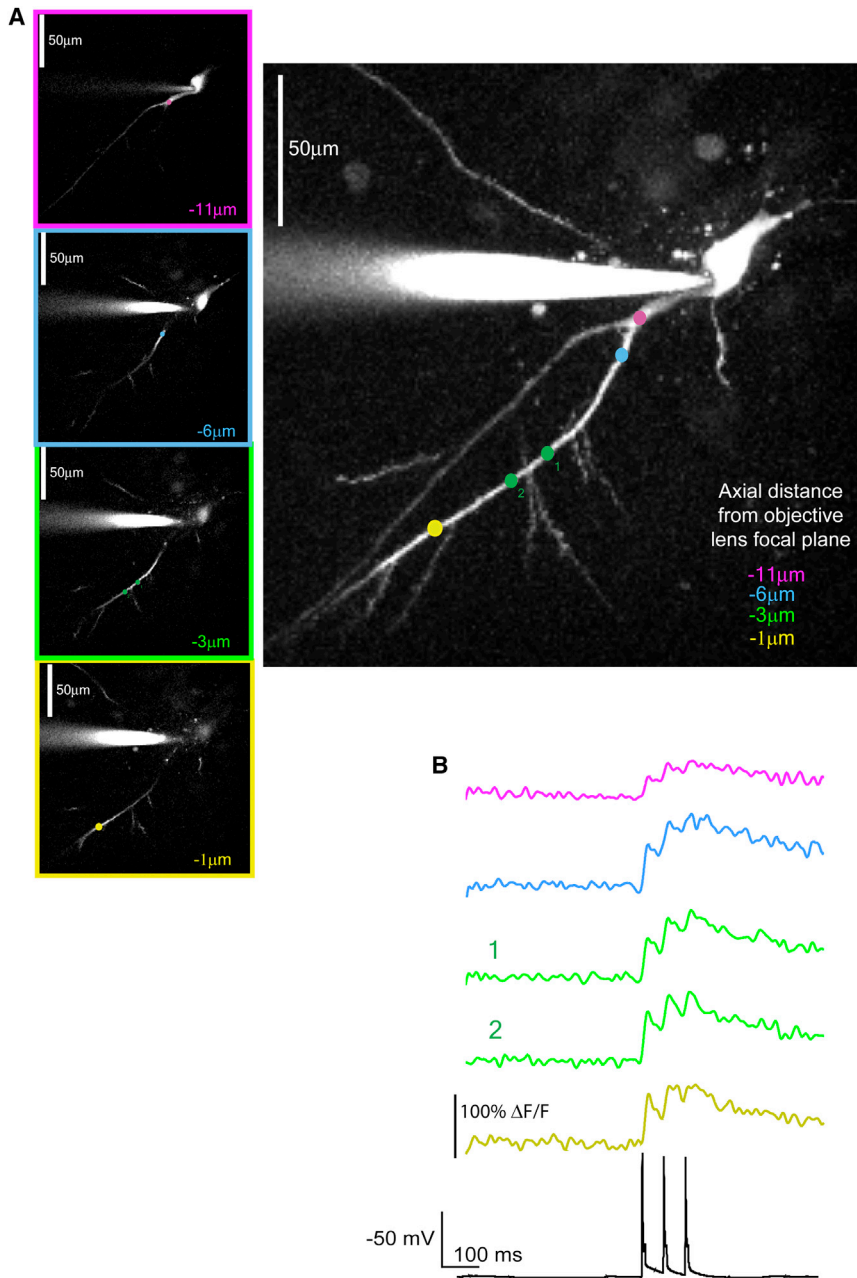 A
50μm
-11μm
50μm
-6μm
50μm
-3μm
50μm
-1μm
50μm
1
2
Axial distance
from objective
lens focal plane
-11μm
-6μm
-3μm
-1μm
B
1
2
100% ΔF/F
-50 mV
100 ms